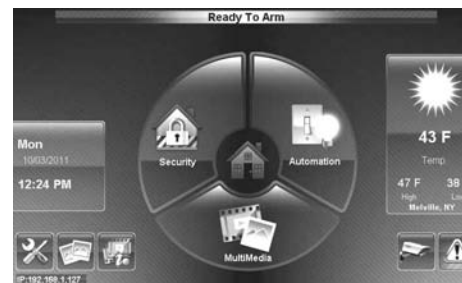 Ready To Arm
Mon
10/03/2011
12:24 PM
Security
Automation
MultiMedia
43 F
Temp.
47 F 38
High Lo
Melville, NY
IP:192.168.1.127